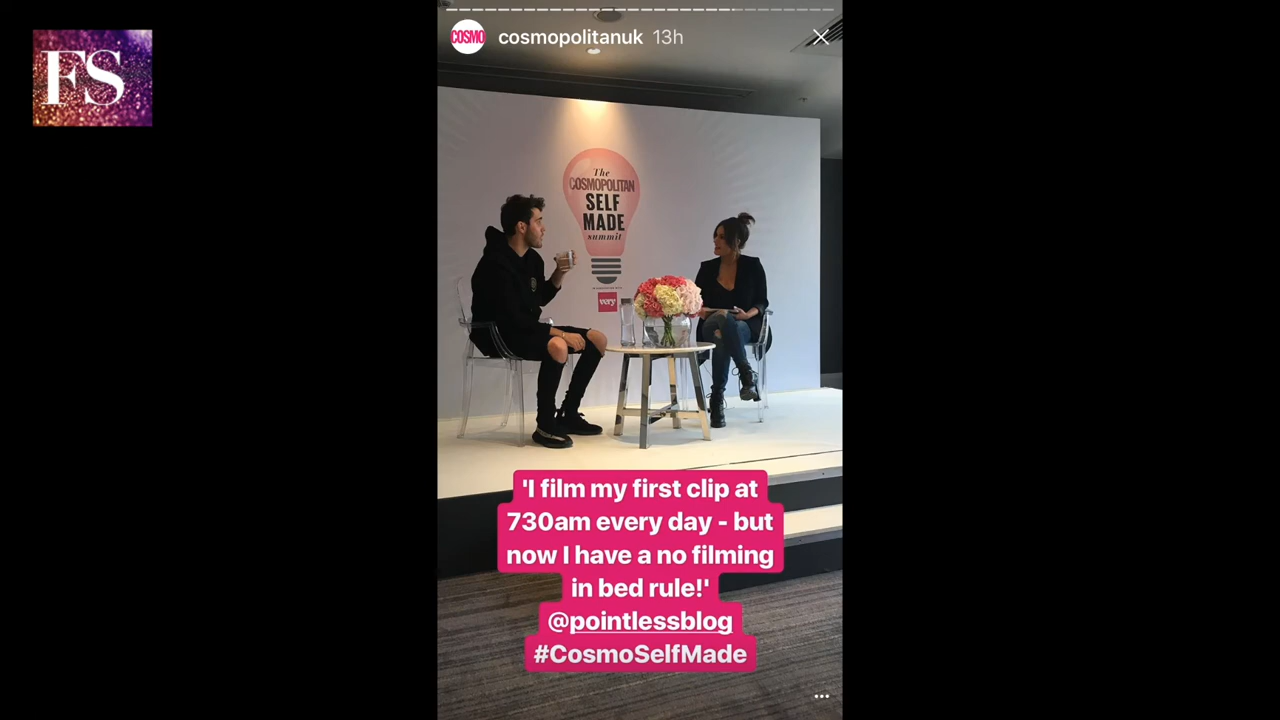 FS
COSMO
cosmopolitanuk 13h
The
COSMOPOLITAN
SELF
MADE
summit
very
'I film my first clip at
730am every day - but
now I have a no filming
in bed rule!'
@pointlessblog
#CosmoSelfMade